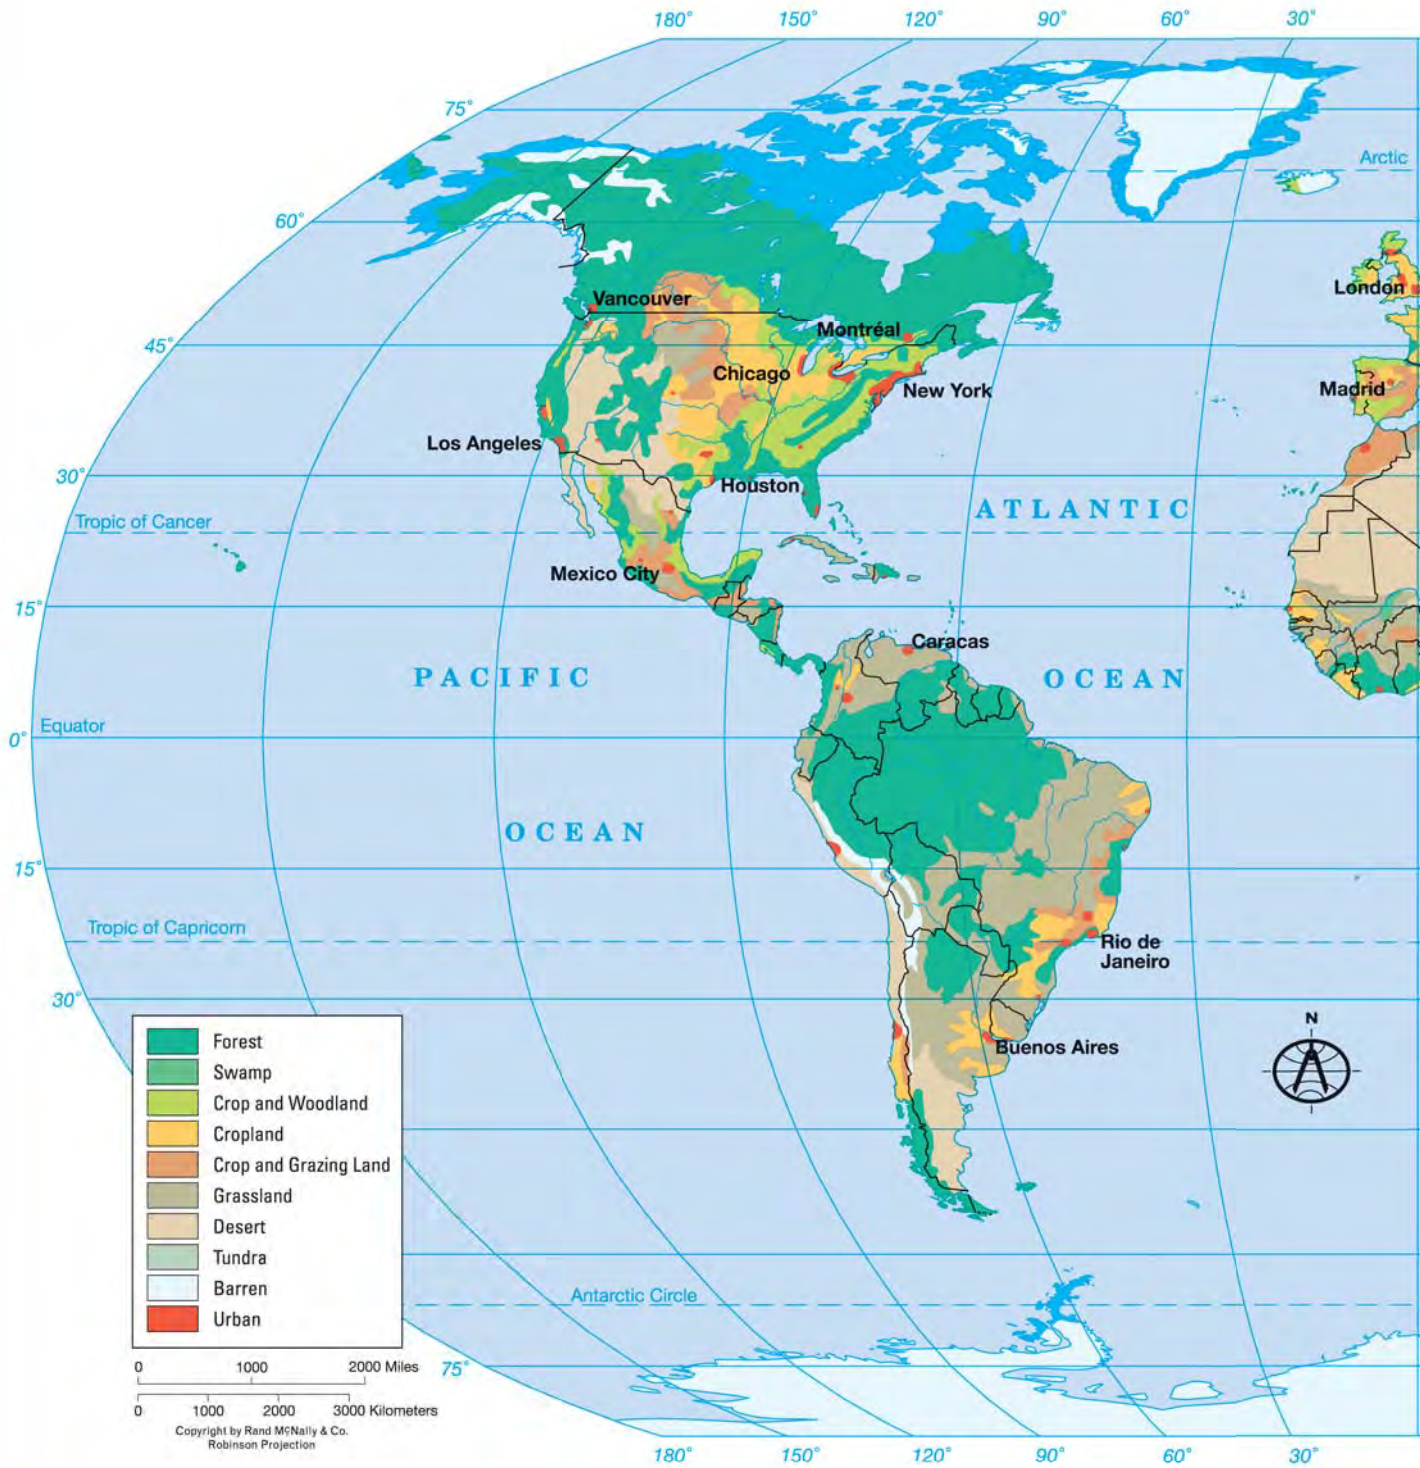 180° 150° 120° 90° 60° 30°
75°
Arctic
60°
London
Vancouver
Montréal
45°
Chicago
Madrid
New York
Los Angeles
30°
Houston
ATLANTIC
Tropic of Cancer
Mexico City
15°
Caracas
PACIFIC
OCEAN
Equator
0°
OCEAN
15°
Tropic of Capricorn
Rio de
Janeiro
30°
N
Forest
Buenos Aires
Swamp
Crop and Woodland
Cropland
Crop and Grazing Land
Grassland
Desert
Tundra
Barren
Antarctic Circle
Urban
0 1000 2000 Miles
75°
0 1000 2000 3000 Kilometers
Copyright by Rand McNally & Co.
Robinson Projection
180° 150° 120° 90° 60° 30°